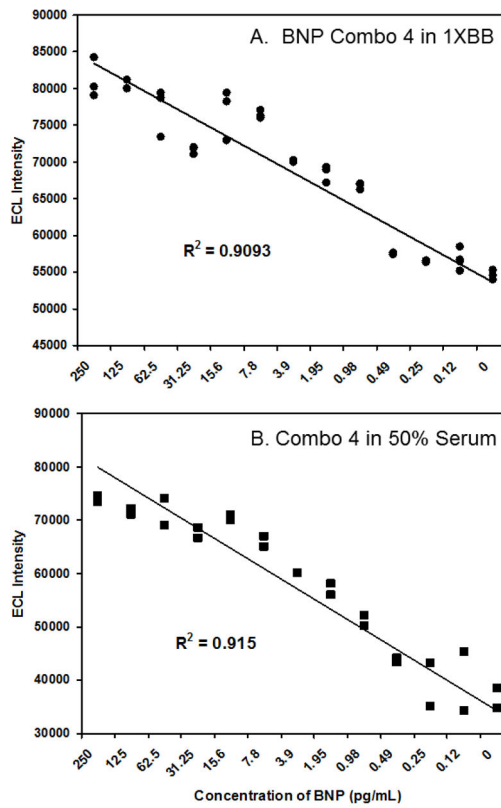 A. BNP Combo 4 in 1XBB
90000
85000
80000
75000
70000
65000
60000
55000
50000
45000
ECL Intensity
R² = 0.9093
250 125 62.5 31.25 15.6 7.8 3.9 1.95 0.98 0.49 0.25 0.12 0
B. Combo 4 in 50% Serum
90000
80000
70000
60000
50000
40000
30000
ECL Intensity
R² = 0.915
250 125 62.5 31.25 15.6 7.8 3.9 1.95 0.98 0.49 0.25 0.12 0
Concentration of BNP (pg/mL)